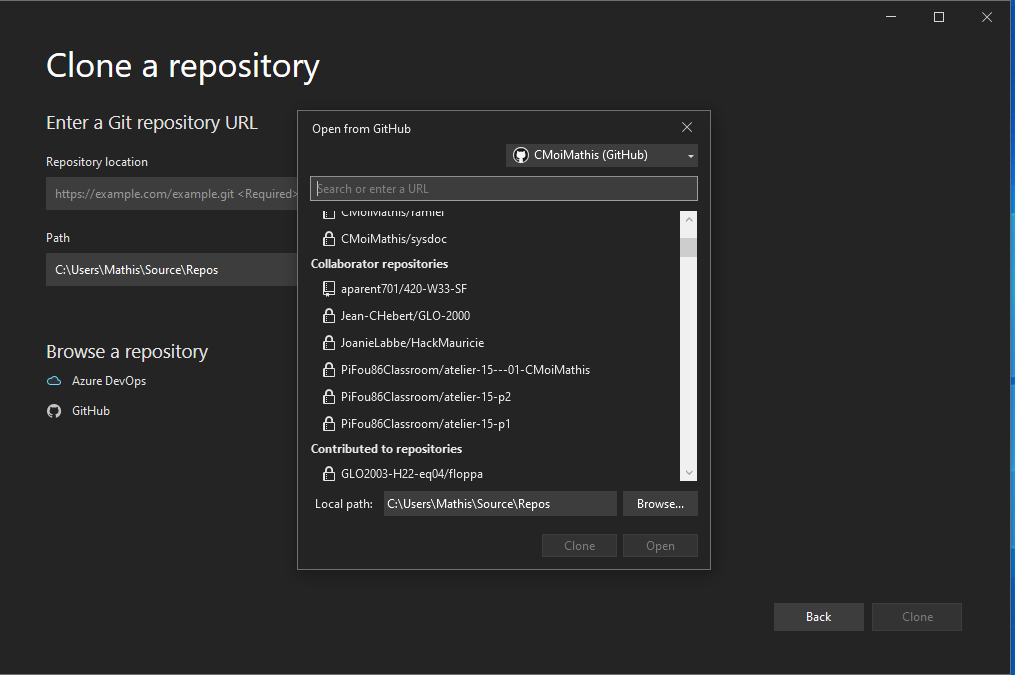 Clone a repository
Enter a Git repository URL
Repository location
https://example.com/example.git <Required>
Path
C:\Users\Mathis\Source\Repos
Browse a repository
Azure DevOps
GitHub
Open from GitHub
CMoiMathis (GitHub)
Search or enter a URL
CMoiMathis/ramier
CMoiMathis/sysdoc
Collaborator repositories
aparent701/420-W33-SF
Jean-CHebert/GLO-2000
JoanieLabbe/HackMauricie
PiFou86Classroom/atelier-15---01-CMoiMathis
PiFou86Classroom/atelier-15-p2
PiFou86Classroom/atelier-15-p1
Contributed to repositories
GLO2003-H22-eq04/floppa
Local path: C:\Users\Mathis\Source\Repos Browse...
Clone Open
Back Clone